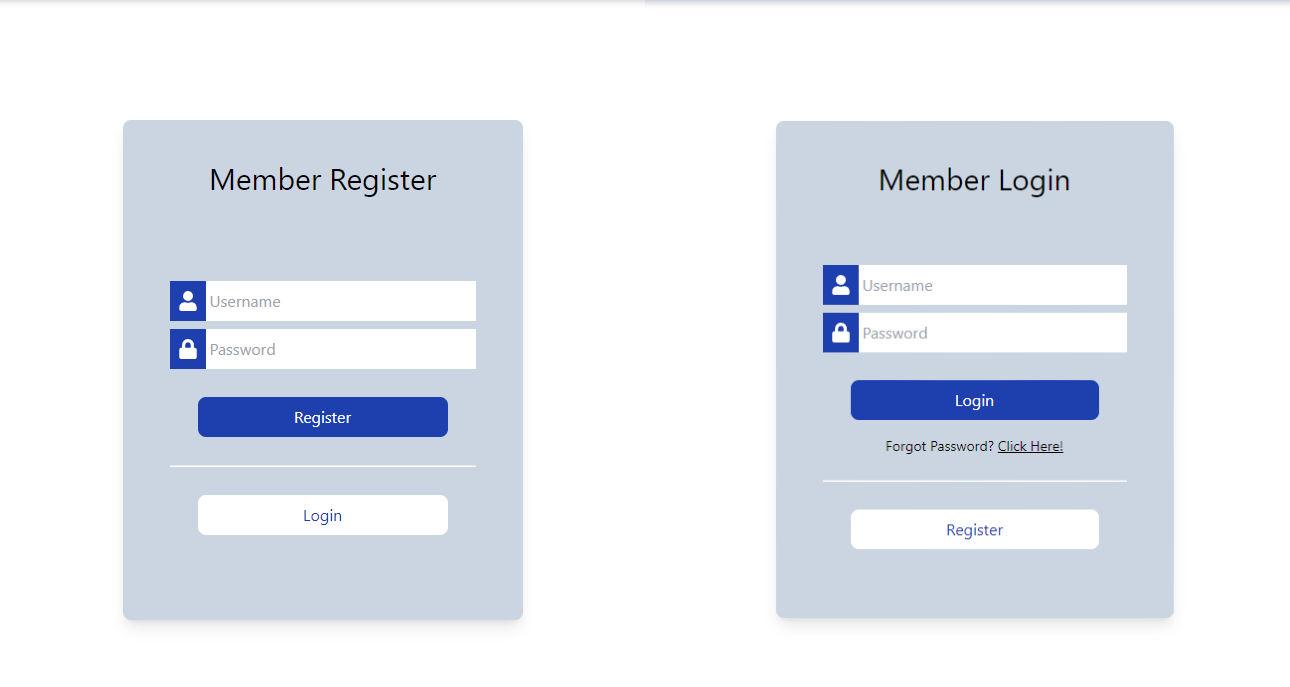 Member Register
Username
Password
Register
Login
Member Login
Username
Password
Login
Forgot Password? Click Here!
Register